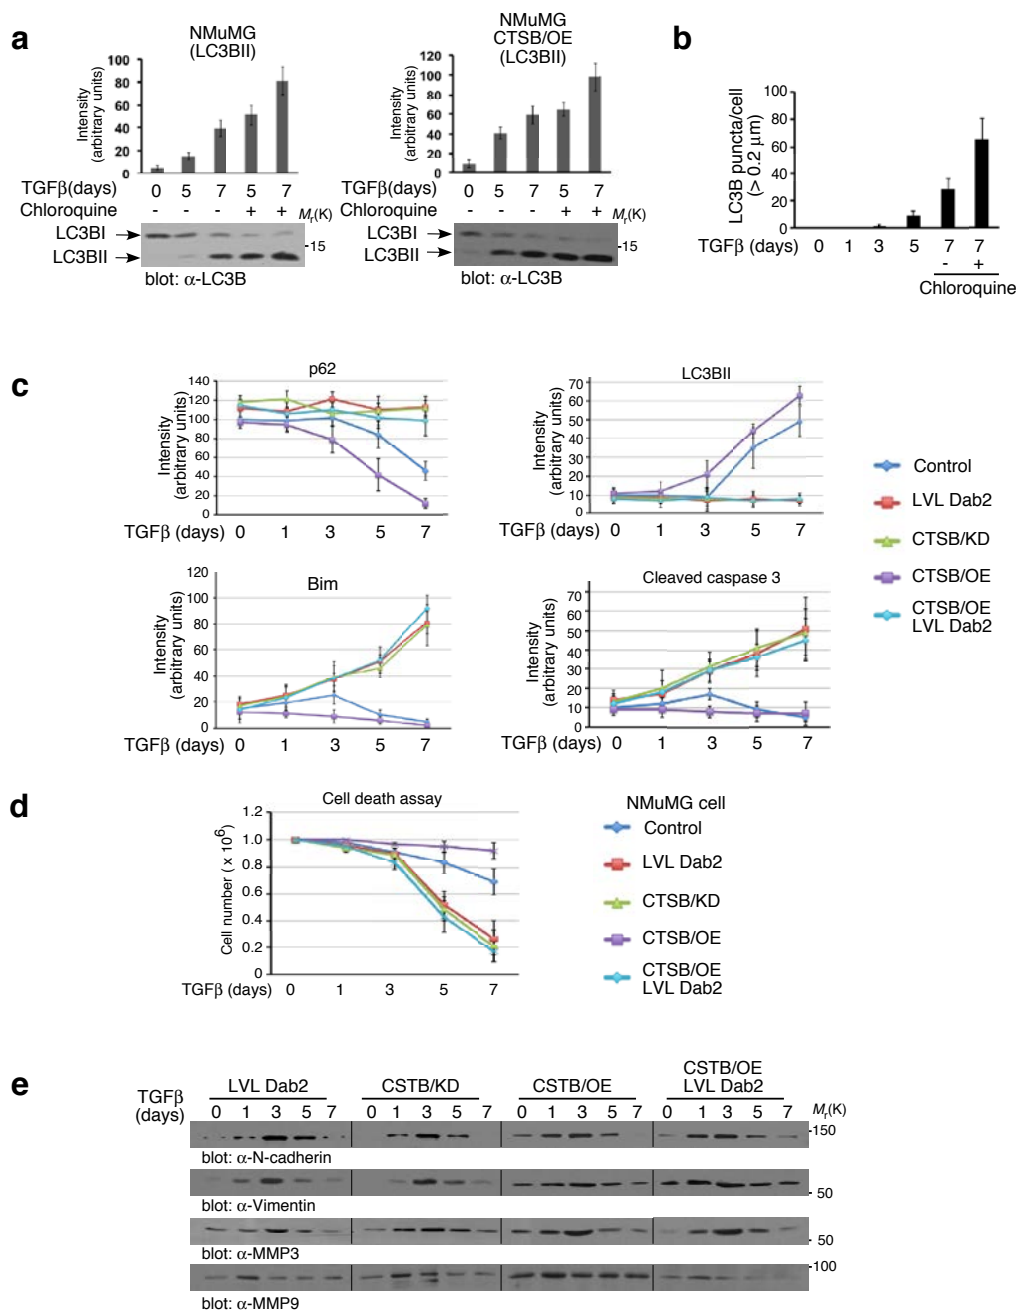 a
NMuMG
(LC3BII)
Intensity
(arbitrary units)
100
80
60
40
20
0
TGFβ(days) 0 5 7 5 7
Chloroquine - - - + + Mr(K)
LC3BI
LC3BII
-15
blot: α-LC3B
NMuMG
CTSB/OE
(LC3BII)
Intensity
(arbitrary units)
120
100
80
60
40
20
0
TGFβ(days) 0 5 7 5 7
Chloroquine - - - + + Mr(K)
LC3BI
LC3BII
-15
blot: α-LC3B
b
LC3B puncta/cell
(> 0.2 μm)
100
80
60
40
20
0
TGFβ (days) 0 1 3 5 7 7
- +
Chloroquine
c
p62
Intensity
(arbitrary units)
140
120
100
80
60
40
20
0
TGFβ (days) 0 1 3 5 7
LC3BII
Intensity
(arbitrary units)
70
60
50
40
30
20
10
0
TGFβ (days) 0 1 3 5 7
Bim
Intensity
(arbitrary units)
120
100
80
60
40
20
0
TGFβ (days) 0 1 3 5 7
Cleaved caspase 3
Intensity
(arbitrary units)
70
60
50
40
30
20
10
0
TGFβ (days) 0 1 3 5 7
Control
LVL Dab2
CTSB/KD
CTSB/OE
CTSB/OE
LVL Dab2
d
Cell death assay
Cell number ( x 10⁶)
1.2
1.0
0.8
0.6
0.4
0.2
0
TGFβ (days) 0 1 3 5 7
NMuMG cell
Control
LVL Dab2
CTSB/KD
CTSB/OE
CTSB/OE
LVL Dab2
e
TGFβ
(days)
LVL Dab2 CSTB/KD CSTB/OE CSTB/OE
LVL Dab2
0 1 3 5 7 0 1 3 5 7 0 1 3 5 7 0 1 3 5 7 Mr(K)
-150
blot: α-N-cadherin
- 50
blot: α-Vimentin
- 50
blot: α-MMP3
-100
blot: α-MMP9